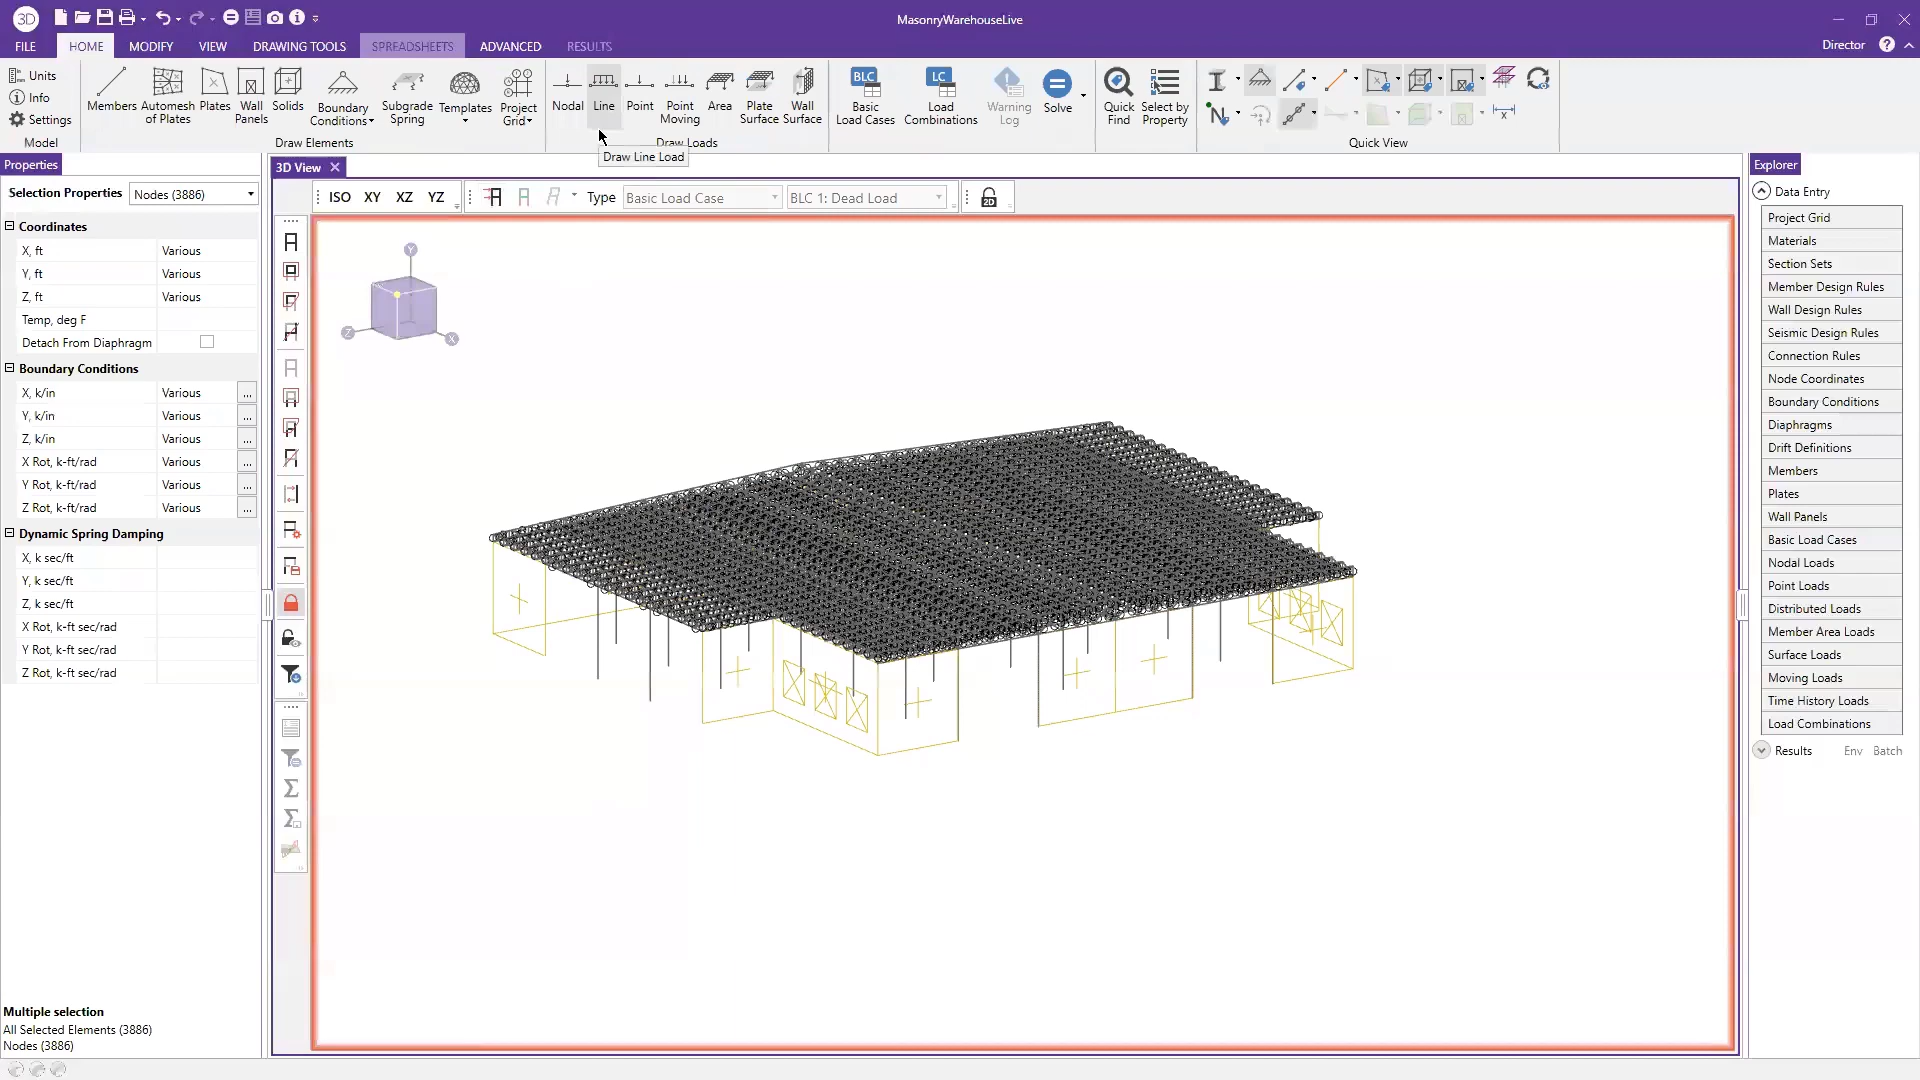 3D
MasonryWarehouseLive
FILE HOME MODIFY VIEW DRAWING TOOLS SPREADSHEETS ADVANCED RESULTS
Director ?
Units
Info
Settings
Model
Members
Automesh of Plates
Plates
Wall Panels
Solids
Boundary Conditions
Subgrade Spring
Templates
Project Grid
Draw Elements
Nodal
Line
Point
Point Moving
Area
Plate Surface
Wall Surface
Draw Loads
Draw Line Load
BLC
Basic Load Cases
LC
Load Combinations
Warning Log
Solve
Quick Find
Select by Property
Quick View
Properties
Selection Properties Nodes (3886)
Coordinates
X, ft Various
Y, ft Various
Z, ft Various
Temp, deg F
Detach From Diaphragm
Boundary Conditions
X, k/in Various ...
Y, k/in Various ...
Z, k/in Various ...
X Rot, k-ft/rad Various ...
Y Rot, k-ft/rad Various ...
Z Rot, k-ft/rad Various ...
Dynamic Spring Damping
X, k sec/ft
Y, k sec/ft
Z, k sec/ft
X Rot, k-ft sec/rad
Y Rot, k-ft sec/rad
Z Rot, k-ft sec/rad
Multiple selection
All Selected Elements (3886)
Nodes (3886)
3D View
ISO XY XZ YZ Type Basic Load Case BLC 1: Dead Load 2D
Y
Z
X
Explorer
Data Entry
Project Grid
Materials
Section Sets
Member Design Rules
Wall Design Rules
Seismic Design Rules
Connection Rules
Node Coordinates
Boundary Conditions
Diaphragms
Drift Definitions
Members
Plates
Wall Panels
Basic Load Cases
Nodal Loads
Point Loads
Distributed Loads
Member Area Loads
Surface Loads
Moving Loads
Time History Loads
Load Combinations
Results Env Batch